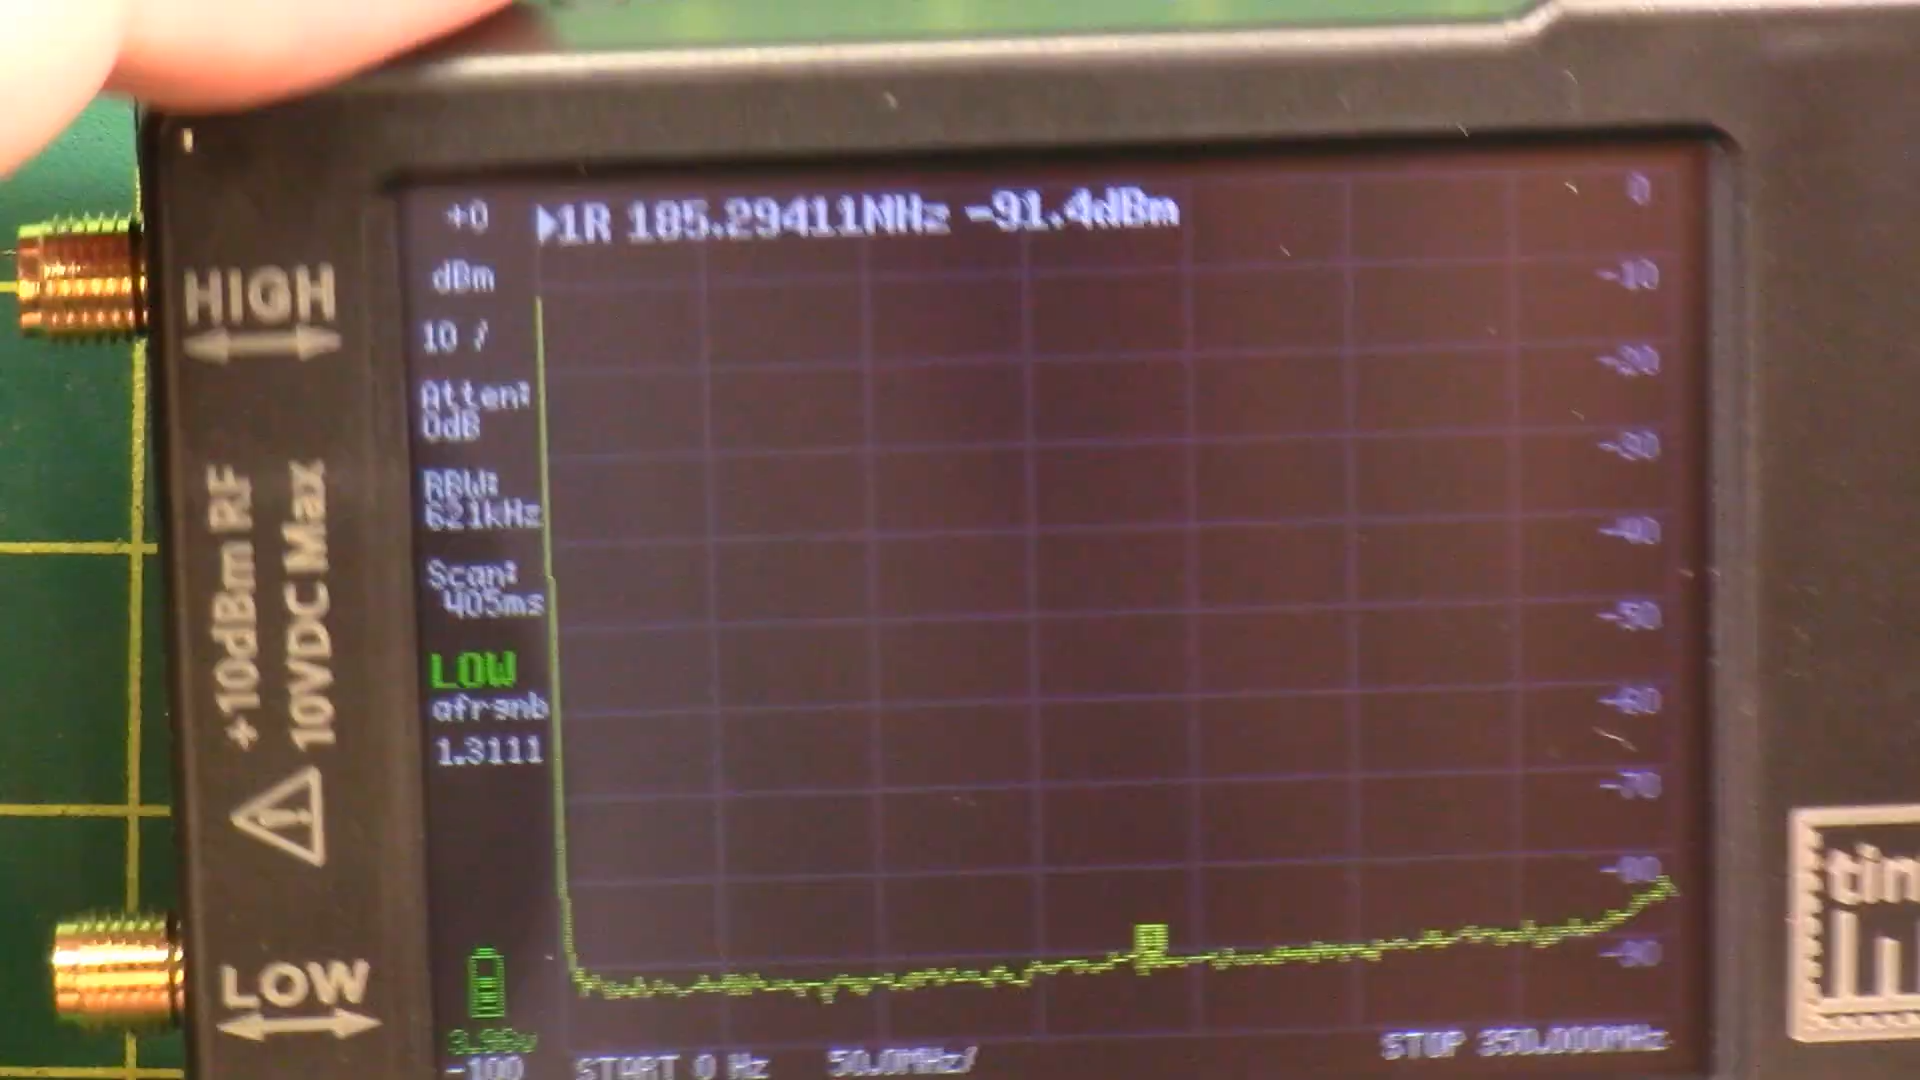 +0
▶1R 185.29411MHz -91.4dBm
0
dBm
-10
10 /
-20
Atten:
0dB
-30
RBW:
621kHz
-40
Scan:
405ms
-50
LOW
-60
1.3111
-70
-80
-90
-100
START 0 Hz 50.0MHz/ STOP 350.000MHz
HIGH
+10dBm RF
10VDC Max
LOW